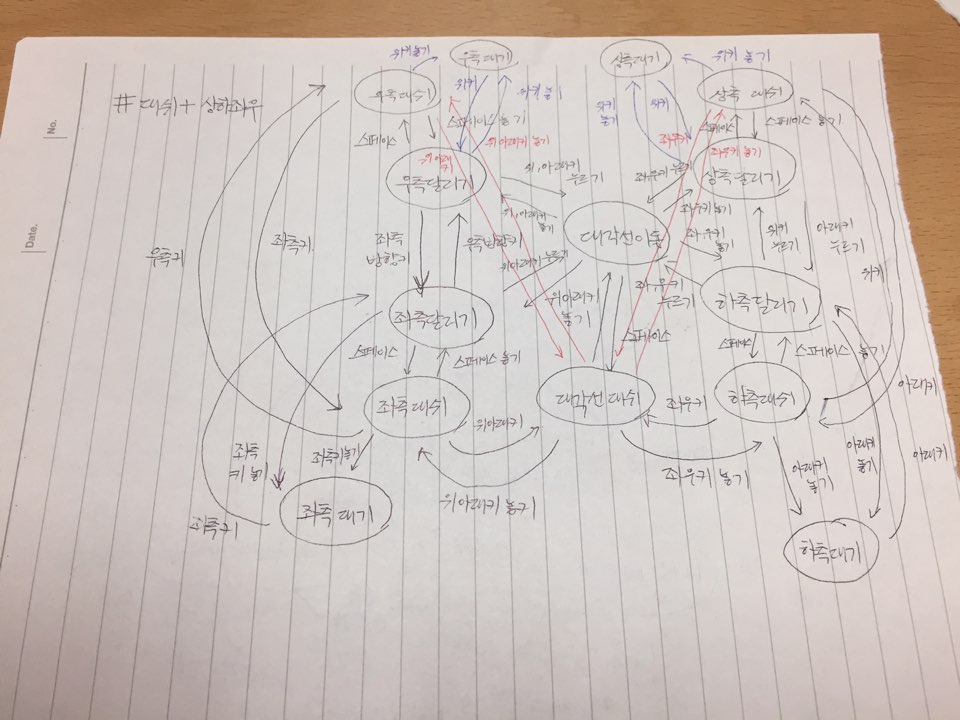 No.
Date.
# 대쉬 + 상하좌우
위키 놓기
우측대기
상측대기
위키 놓기
우측대쉬
위키
위키 놓기
위키 놓기
위키
상측 대쉬
스페이스
스페이스 놓기
위아래키 놓기
좌우키
스페이스
스페이스 놓기
위아래키
우측달리기
위,아래키
누르기
좌우키 누르기
좌우키 놓기
상측달리기
위,아래키
놓기
대각선이동
좌우키 놓기
좌우키
놓기
위키
누르기
아래키
누르기
우측키
좌측키
좌측
방향키
우측방향키
위아래키 누르기
위아래키
놓기
좌우키
누르기
하측달리기
위키
좌측달리기
스페이스
스페이스 놓기
스페이스
스페이스
스페이스 놓기
좌측대쉬
위아래키
대각선 대쉬
좌우키
하측대쉬
아래키
좌측
키 놓기
좌측키놓기
위아래키 놓기
좌우키 놓기
아래키
놓기
아래키
놓기
아래키
좌측키
좌측 대기
하측대기